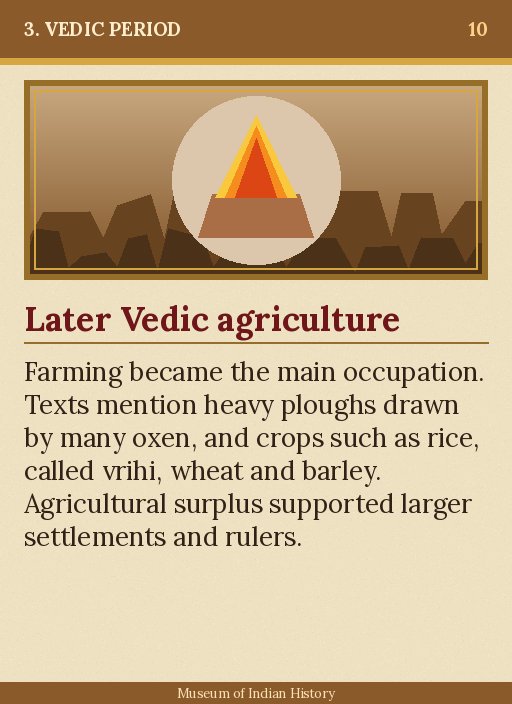 3. VEDIC PERIOD
10
Later Vedic agriculture
Farming became the main occupation.
Texts mention heavy ploughs drawn
by many oxen, and crops such as rice,
called vrihi, wheat and barley.
Agricultural surplus supported larger
settlements and rulers.
Museum of Indian History